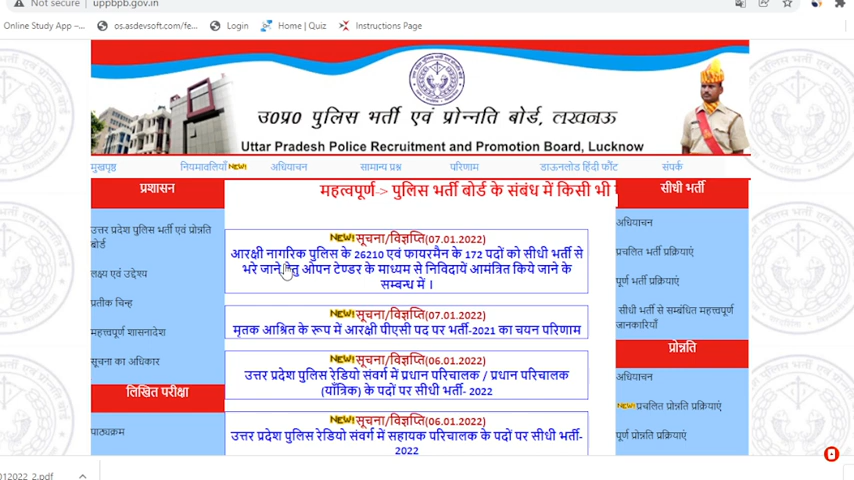 Not secure | uppbpb.gov.in
Online Study App –... os.asdevsoft.com/fe... Login Home | Quiz Instructions Page
उ०प्र० पुलिस भर्ती एवं प्रोन्नति बोर्ड, लखनऊ
Uttar Pradesh Police Recruitment and Promotion Board, Lucknow
मुखपृष्ठ नियमावलियाँ NEW! अधियाचन सामान्य प्रश्न परिणाम डाउनलोड हिंदी फॉंट संपर्क
प्रशासन
उत्तर प्रदेश पुलिस भर्ती एवं प्रोन्नति
बोर्ड
लक्ष्य एवं उद्देश्य
प्रतीक चिन्ह
महत्वपूर्ण शासनादेश
सूचना का अधिकार
लिखित परीक्षा
पाठ्यक्रम
महत्वपूर्ण-> पुलिस भर्ती बोर्ड के संबंध में किसी भी
NEW! सूचना/विज्ञप्ति(07.01.2022)
आरक्षी नागरिक पुलिस के 26210 एवं फायरमैन के 172 पदों को सीधी भर्ती से
भरे जाने हेतु ओपन टेण्डर के माध्यम से निविदायें आमंत्रित किये जाने के
सम्बन्ध में ।
NEW! सूचना/विज्ञप्ति(07.01.2022)
मृतक आश्रित के रूप में आरक्षी पीएसी पद पर भर्ती-2021 का चयन परिणाम
NEW! सूचना/विज्ञप्ति(06.01.2022)
उत्तर प्रदेश पुलिस रेडियो संवर्ग में प्रधान परिचालक / प्रधान परिचालक
(याँत्रिक) के पदों पर सीधी भर्ती- 2022
NEW! सूचना/विज्ञप्ति(06.01.2022)
उत्तर प्रदेश पुलिस रेडियो संवर्ग में सहायक परिचालक के पदों पर सीधी भर्ती-
2022
सीधी भर्ती
अधियाचन
प्रचलित भर्ती प्रक्रियाएं
पूर्ण भर्ती प्रक्रियाएं
सीधी भर्ती से सम्बंधित महत्त्वपूर्ण
जानकारियाँ
प्रोन्नति
अधियाचन
NEW! प्रचलित प्रोन्नति प्रक्रियाएं
पूर्ण प्रोन्नति प्रक्रियाएं
012022_2.pdf